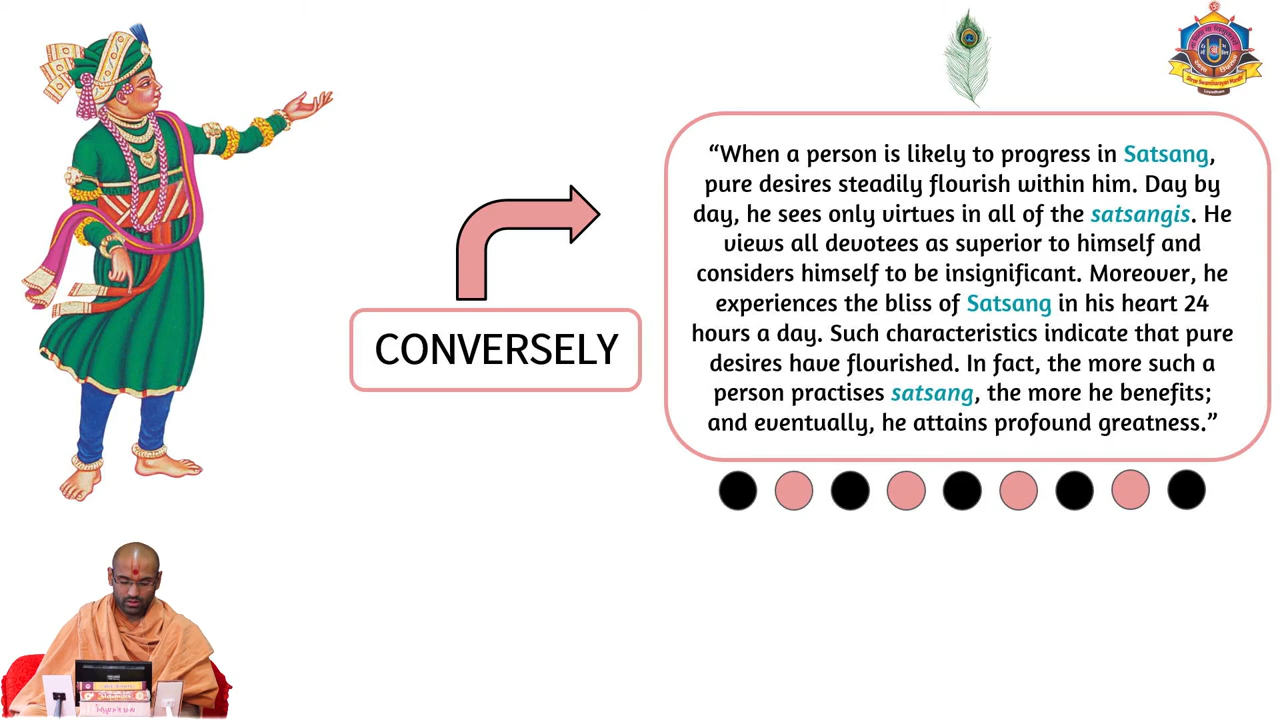 “When a person is likely to progress in Satsang,
pure desires steadily flourish within him. Day by
day, he sees only virtues in all of the satsangis. He
views all devotees as superior to himself and
considers himself to be insignificant. Moreover, he
experiences the bliss of Satsang in his heart 24
hours a day. Such characteristics indicate that pure
desires have flourished. In fact, the more such a
person practises satsang, the more he benefits;
and eventually, he attains profound greatness.”
CONVERSELY